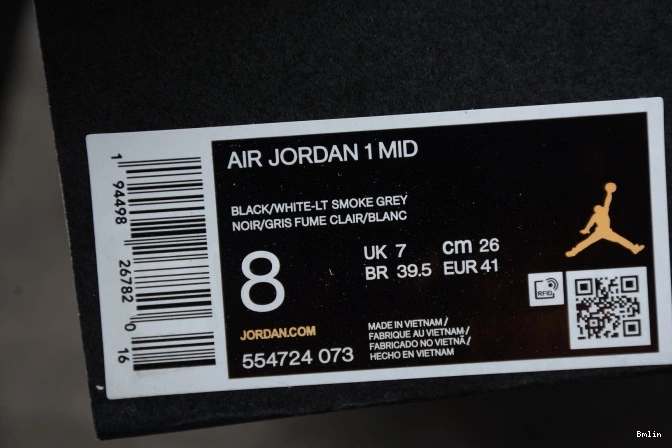 AIR JORDAN 1 MID
BLACK/WHITE-LT SMOKE GREY
NOIR/GRIS FUME CLAIR/BLANC
8
UK 7 cm 26
BR 39.5 EUR 41
RFID
JORDAN.COM
554724 073
MADE IN VIETNAM /
FABRIQUE AU VIETNAM /
FABRICADO NO VIETNÃ /
HECHO EN VIETNAM
1 94498 26782 0 16
Bmlin